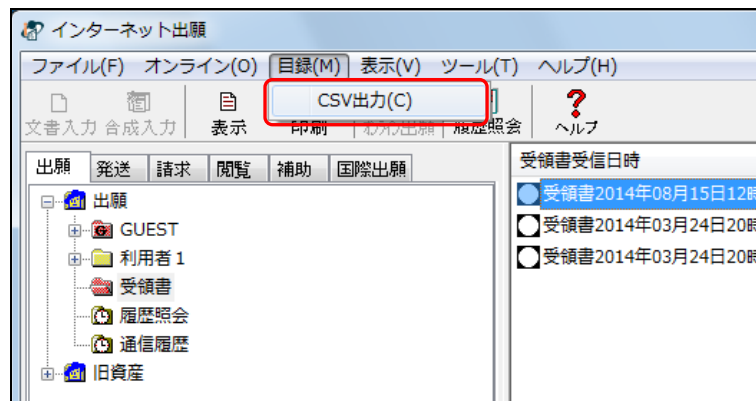 インターネット出願
ファイル(F) オンライン(O) 目録(M) 表示(V) ツール(T) ヘルプ(H)
CSV出力(C)
文書入力 合成入力 表示 印刷 履歴照会 ヘルプ
出願 発送 請求 閲覧 補助 国際出願
受領書受信日時
出願
GUEST
利用者1
受領書
履歴照会
通信履歴
旧資産
受領書2014年08月15日12時
受領書2014年03月24日20時
受領書2014年03月24日20時